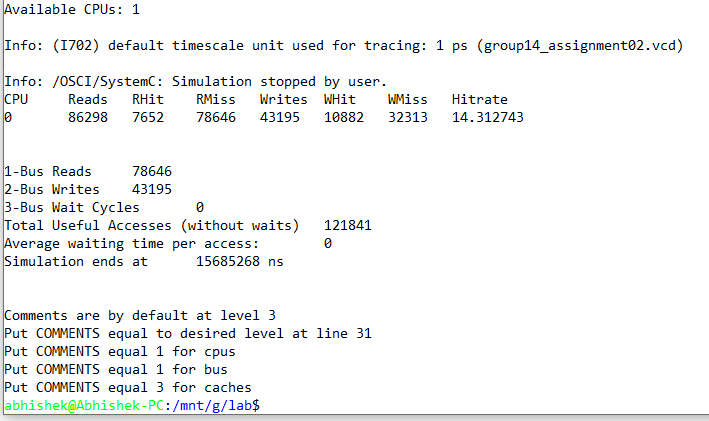 Available CPUs: 1
Info: (I702) default timescale unit used for tracing: 1 ps (group14_assignment02.vcd)
Info: /OSCI/SystemC: Simulation stopped by user.
CPU Reads RHit RMiss Writes WHit WMiss Hitrate
0 86298 7652 78646 43195 10882 32313 14.312743
1-Bus Reads 78646
2-Bus Writes 43195
3-Bus Wait Cycles 0
Total Useful Accesses (without waits) 121841
Average waiting time per access: 0
Simulation ends at 15685268 ns
Comments are by default at level 3
Put COMMENTS equal to desired level at line 31
Put COMMENTS equal 1 for cpus
Put COMMENTS equal 1 for bus
Put COMMENTS equal 3 for caches
abhishek@Abhishek-PC:/mnt/g/lab$